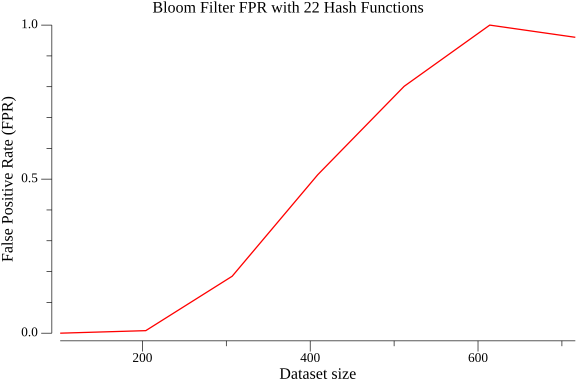 Bloom Filter FPR with 22 Hash Functions
1.0
False Positive Rate (FPR)
0.5
0.0
200
400
600
Dataset size